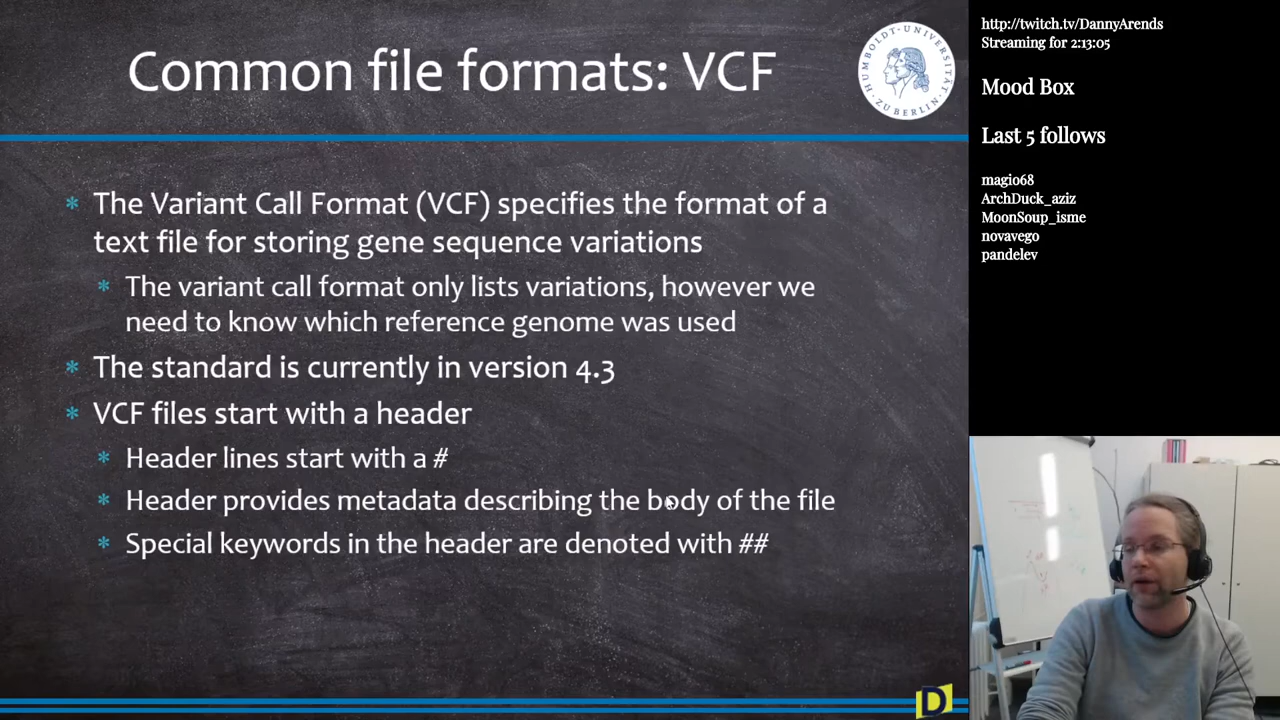 Common file formats: VCF
HUMBOLDT-UNIVERSITÄT ZU BERLIN
* The Variant Call Format (VCF) specifies the format of a
text file for storing gene sequence variations
* The variant call format only lists variations, however we
need to know which reference genome was used
* The standard is currently in version 4.3
* VCF files start with a header
* Header lines start with a #
* Header provides metadata describing the body of the file
* Special keywords in the header are denoted with ##
D
http://twitch.tv/DannyArends
Streaming for 2:13:05
Mood Box
Last 5 follows
magio68
ArchDuck_aziz
MoonSoup_isme
novavego
pandelev